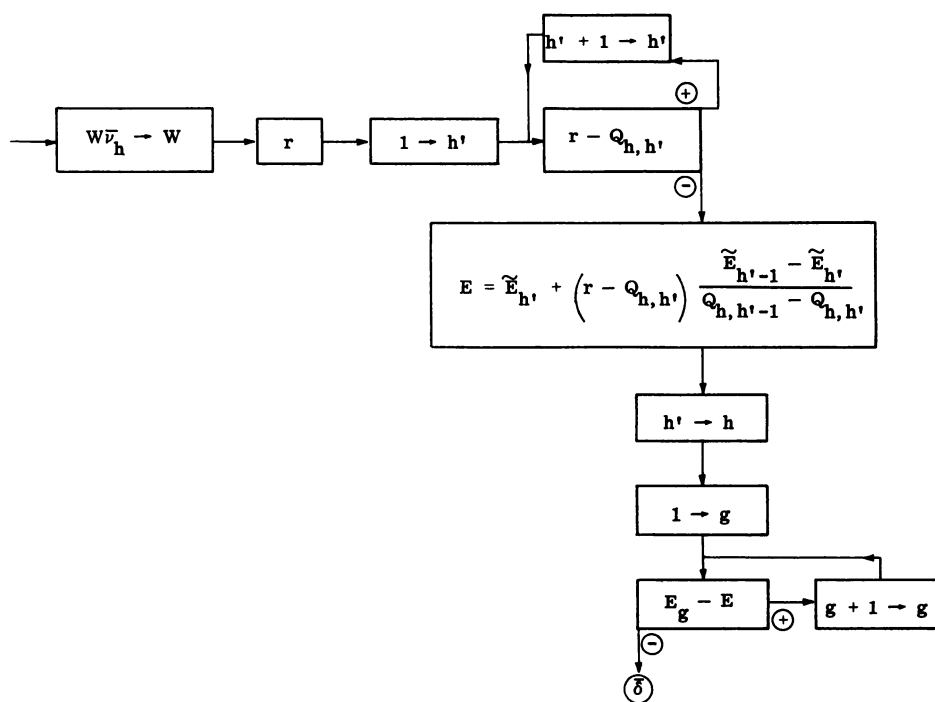 h' + 1 → h'
⊕
W ν̅_h → W
r
1 → h'
r − Q_{h,h'}
⊖
E = Ẽ_{h'} + (r − Q_{h,h'}) (Ẽ_{h'−1} − Ẽ_{h'}) / (Q_{h,h'−1} − Q_{h,h'})
h' → h
1 → g
E_g − E
⊕
g + 1 → g
⊖
δ̅